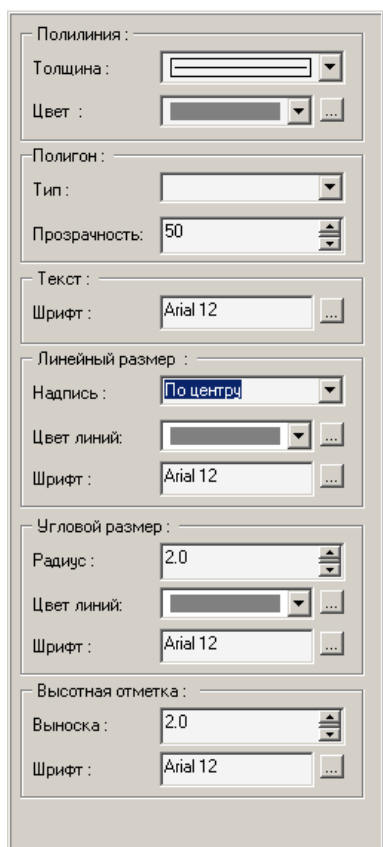 Полилиния :
Толщина :
Цвет :
...
Полигон :
Тип :
Прозрачность: 50
Текст :
Шрифт : Arial 12 ...
Линейный размер :
Надпись : По центру
Цвет линий: ...
Шрифт : Arial 12 ...
Угловой размер :
Радиус : 2.0
Цвет линий: ...
Шрифт : Arial 12 ...
Высотная отметка :
Выноска : 2.0
Шрифт : Arial 12 ...